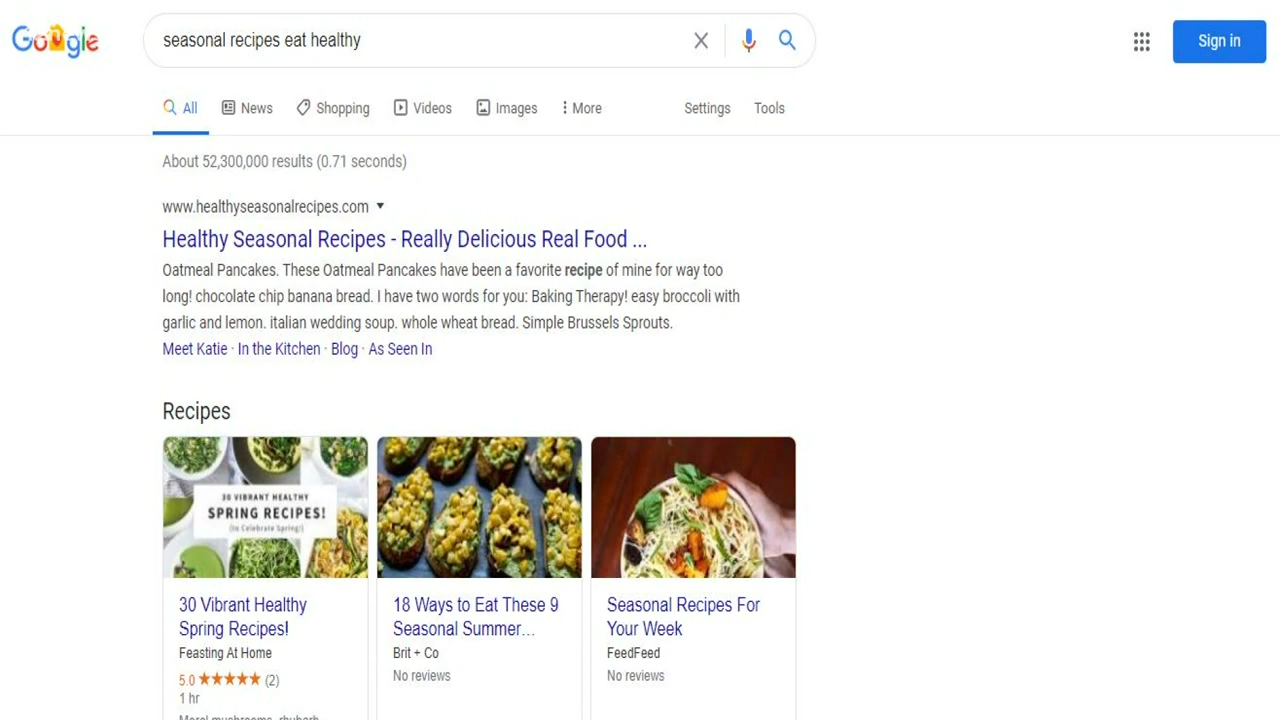 Google
seasonal recipes eat healthy
Sign in
All News Shopping Videos Images More Settings Tools
About 52,300,000 results (0.71 seconds)
www.healthyseasonalrecipes.com
Healthy Seasonal Recipes - Really Delicious Real Food ...
Oatmeal Pancakes. These Oatmeal Pancakes have been a favorite recipe of mine for way too
long! chocolate chip banana bread. I have two words for you: Baking Therapy! easy broccoli with
garlic and lemon. italian wedding soup. whole wheat bread. Simple Brussels Sprouts.
Meet Katie · In the Kitchen · Blog · As Seen In
Recipes
30 VIBRANT HEALTHY
SPRING RECIPES!
(to Celebrate Spring!)
30 Vibrant Healthy
Spring Recipes!
Feasting At Home
5.0 (2)
1 hr
Morel mushrooms, rhubarb
18 Ways to Eat These 9
Seasonal Summer...
Brit + Co
No reviews
Seasonal Recipes For
Your Week
FeedFeed
No reviews